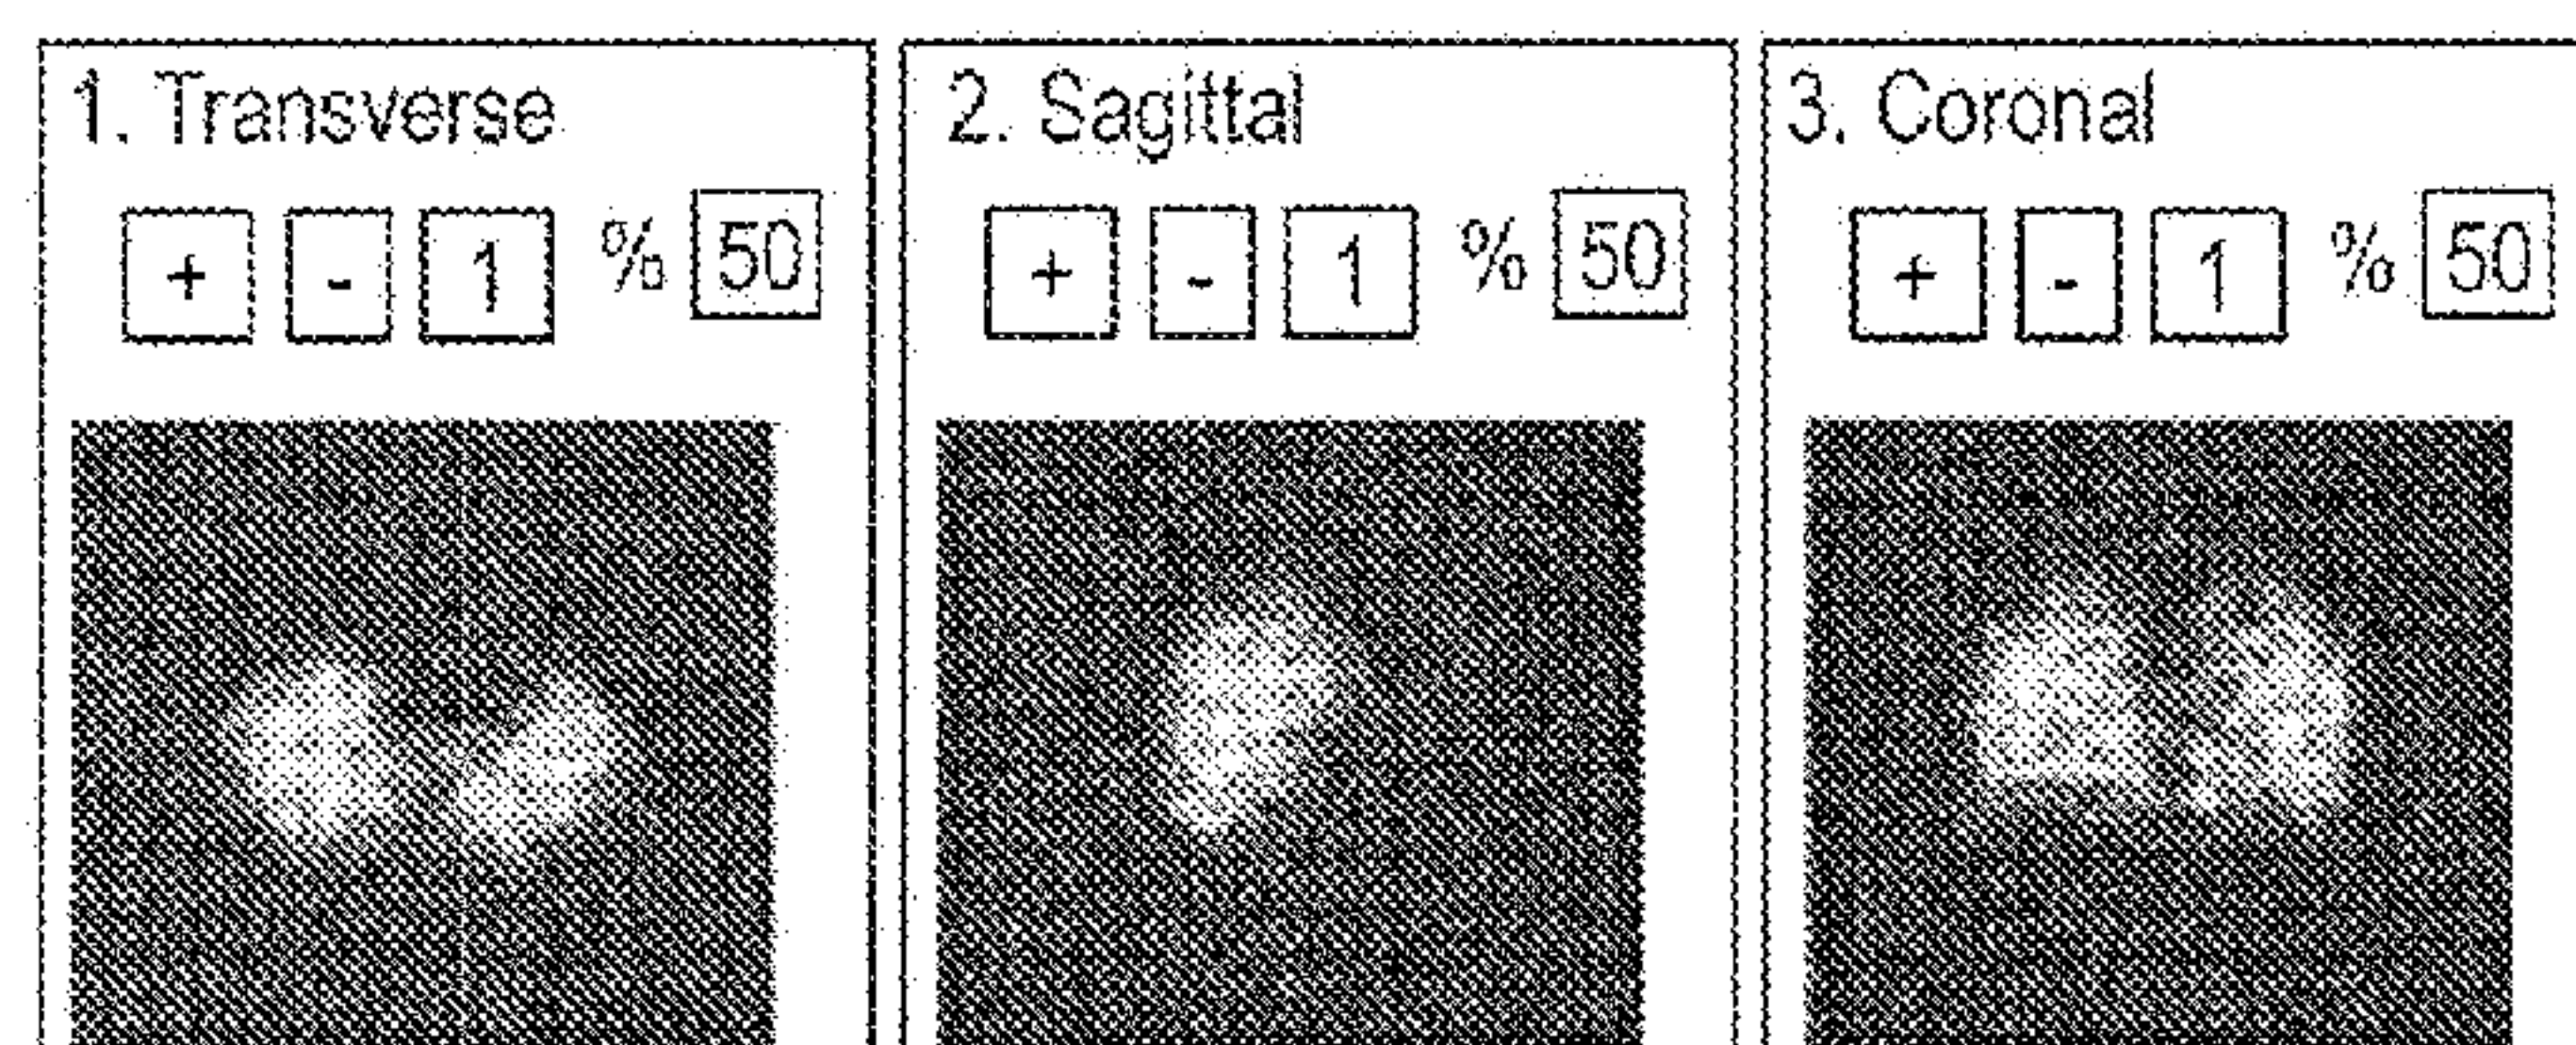 1. Transverse
+ - 1 % 50
2. Sagittal
+ - 1 % 50
3. Coronal
+ - 1 % 50